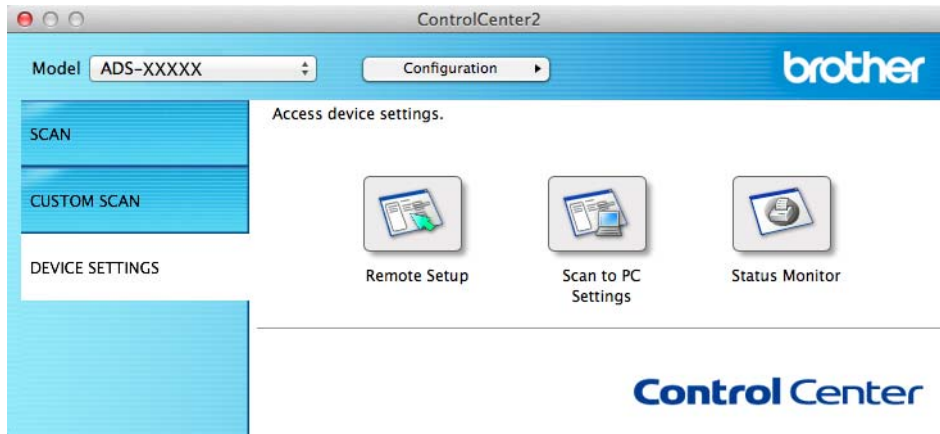 ControlCenter2
Model ADS-XXXXX Configuration brother
SCAN
Access device settings.
CUSTOM SCAN
DEVICE SETTINGS
Remote Setup
Scan to PC
Settings
Status Monitor
Control Center